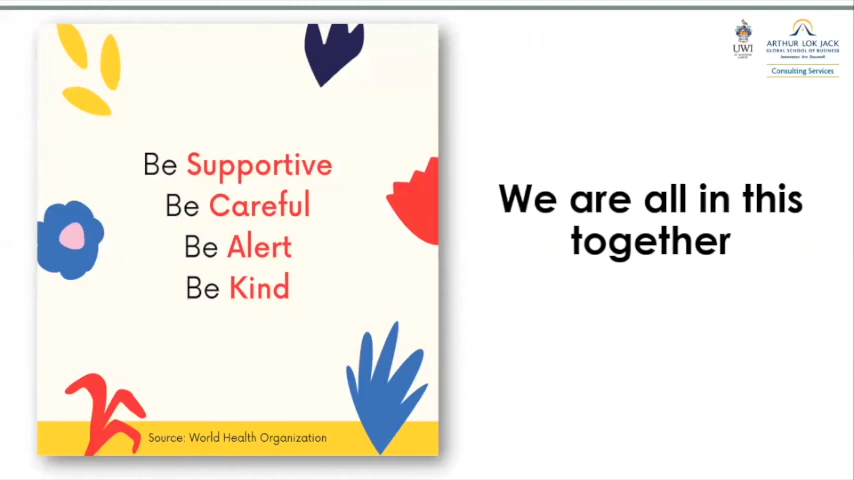 Be Supportive
Be Careful
Be Alert
Be Kind
Source: World Health Organization
We are all in this
together
UWI
ARTHUR LOK JACK
GLOBAL SCHOOL OF BUSINESS
Consulting Services